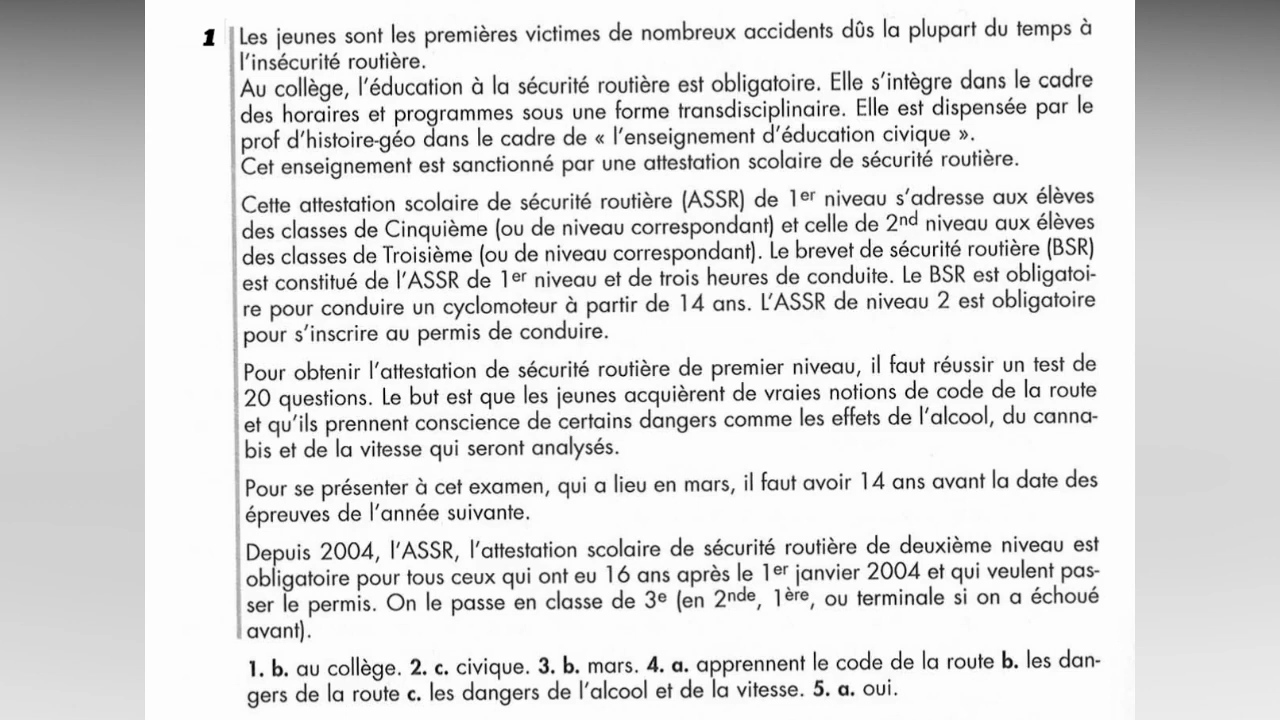 1 Les jeunes sont les premières victimes de nombreux accidents dûs la plupart du temps à
l'insécurité routière.
Au collège, l'éducation à la sécurité routière est obligatoire. Elle s'intègre dans le cadre
des horaires et programmes sous une forme transdisciplinaire. Elle est dispensée par le
prof d'histoire-géo dans le cadre de « l'enseignement d'éducation civique ».
Cet enseignement est sanctionné par une attestation scolaire de sécurité routière.
Cette attestation scolaire de sécurité routière (ASSR) de 1er niveau s'adresse aux élèves
des classes de Cinquième (ou de niveau correspondant) et celle de 2nd niveau aux élèves
des classes de Troisième (ou de niveau correspondant). Le brevet de sécurité routière (BSR)
est constitué de l'ASSR de 1er niveau et de trois heures de conduite. Le BSR est obligatoi-
re pour conduire un cyclomoteur à partir de 14 ans. L'ASSR de niveau 2 est obligatoire
pour s'inscrire au permis de conduire.
Pour obtenir l'attestation de sécurité routière de premier niveau, il faut réussir un test de
20 questions. Le but est que les jeunes acquièrent de vraies notions de code de la route
et qu'ils prennent conscience de certains dangers comme les effets de l'alcool, du canna-
bis et de la vitesse qui seront analysés.
Pour se présenter à cet examen, qui a lieu en mars, il faut avoir 14 ans avant la date des
épreuves de l'année suivante.
Depuis 2004, l'ASSR, l'attestation scolaire de sécurité routière de deuxième niveau est
obligatoire pour tous ceux qui ont eu 16 ans après le 1er janvier 2004 et qui veulent pas-
ser le permis. On le passe en classe de 3e (en 2nde, 1ère, ou terminale si on a échoué
avant).
1. b. au collège. 2. c. civique. 3. b. mars. 4. a. apprennent le code de la route b. les dan-
gers de la route c. les dangers de l'alcool et de la vitesse. 5. a. oui.